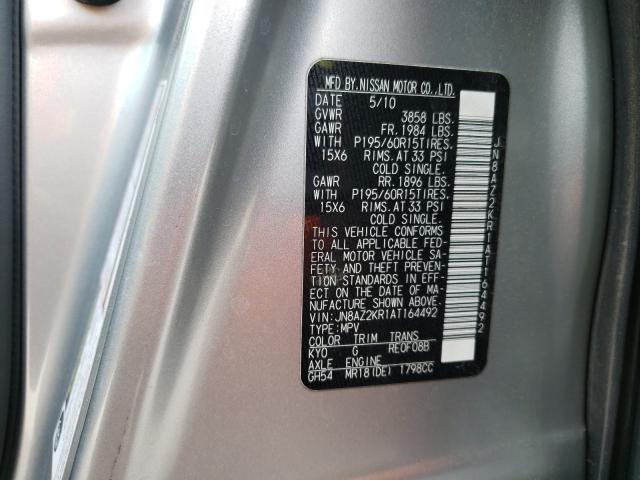 MFD BY.NISSAN MOTOR CO.,LTD.
DATE 5/10
GVWR 3858 LBS.
GAWR FR. 1984 LBS.
WITH P195/60R15TIRES.
15X6 RIMS.AT 33 PSI
COLD SINGLE.
GAWR RR. 1896 LBS.
WITH P195/60R15TIRES.
15X6 RIMS.AT 33 PSI
COLD SINGLE.
THIS VEHICLE CONFORMS
TO ALL APPLICABLE FED-
ERAL MOTOR VEHICLE SA-
FETY AND THEFT PREVEN-
TION STANDARDS IN EFF-
ECT ON THE DATE OF MA-
NUFACTURE SHOWN ABOVE.
VIN: JN8AZ2KR1AT164492
TYPE:MPV
COLOR TRIM TRANS
KY0 G RE0F08B
AXLE ENGINE
GH54 MR18(DE) 1798CC
JN8AZ2KR1AT164492